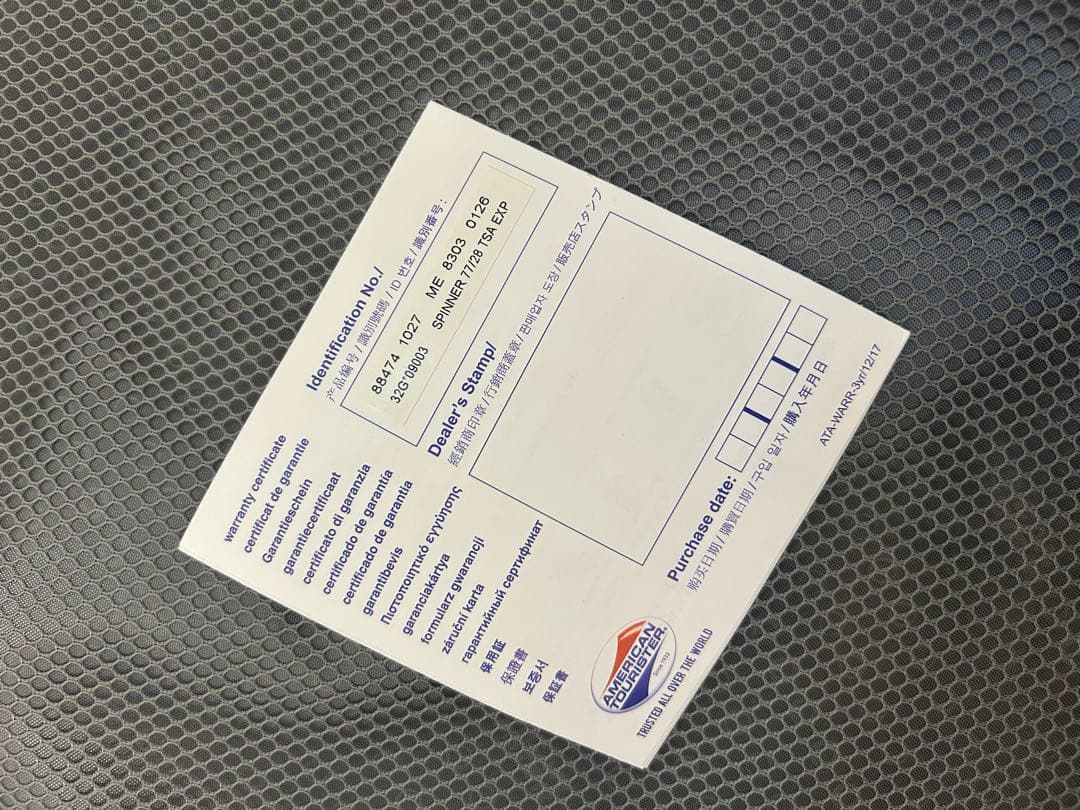 warranty certificate
certificat de garantie
Garantieschein
garantiecertificaat
certificato di garanzia
certificado de garantía
certificado de garantia
garantibevis
Πιστοποιητικό εγγύησης
garanciakártya
formularz gwarancji
záruční karta
гарантийный сертификат
保用証
保證書
보증서
保証書
AMERICAN
TOURISTER®
Since 1933
TRUSTED ALL OVER THE WORLD
Identification No./
产品编号 / 識別號碼 / ID 번호 / 識別番号:
88474 1027 ME 8303 0126
32G*09003 SPINNER 77/28 TSA EXP
Dealer's Stamp/
經銷商印章 / 行銷商蓋章 / 판매업자 도장 / 販売店スタンプ
Purchase date:
购买日期 / 購買日期 / 구입 일자 / 購入年月日
ATA-WARR-3yr/12/17